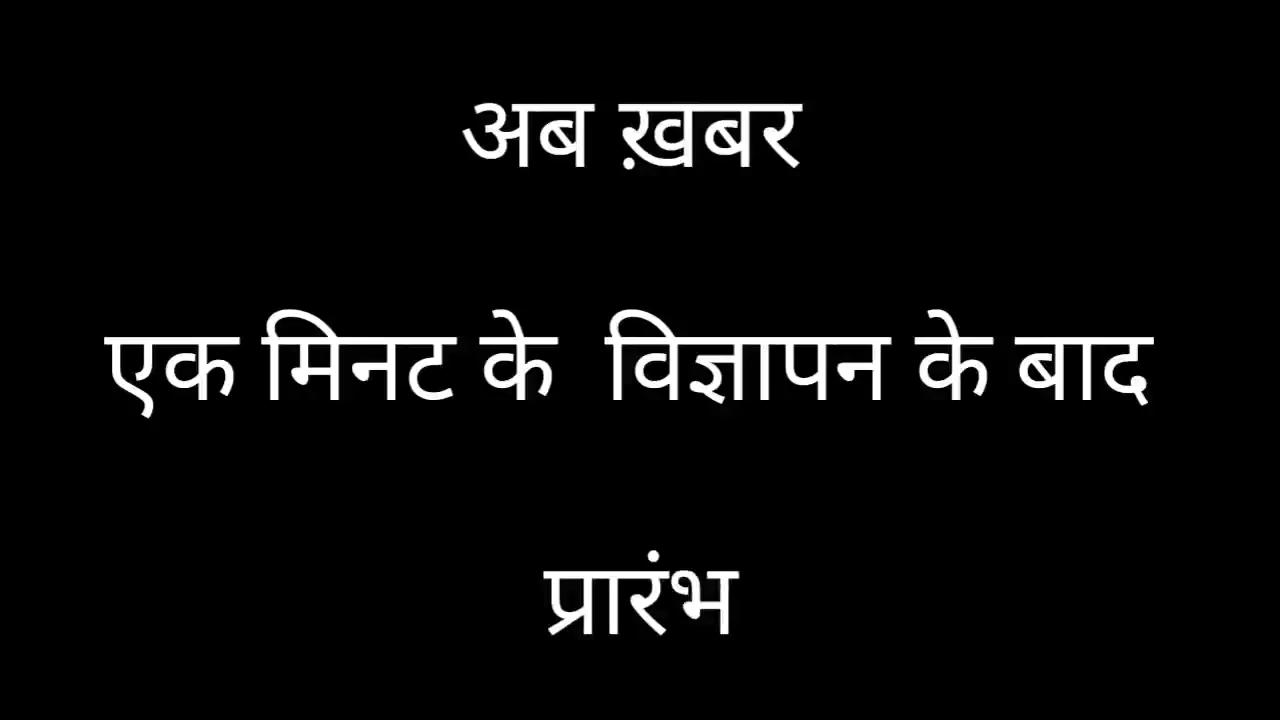 अब ख़बर
एक मिनट के विज्ञापन के बाद
प्रारंभ